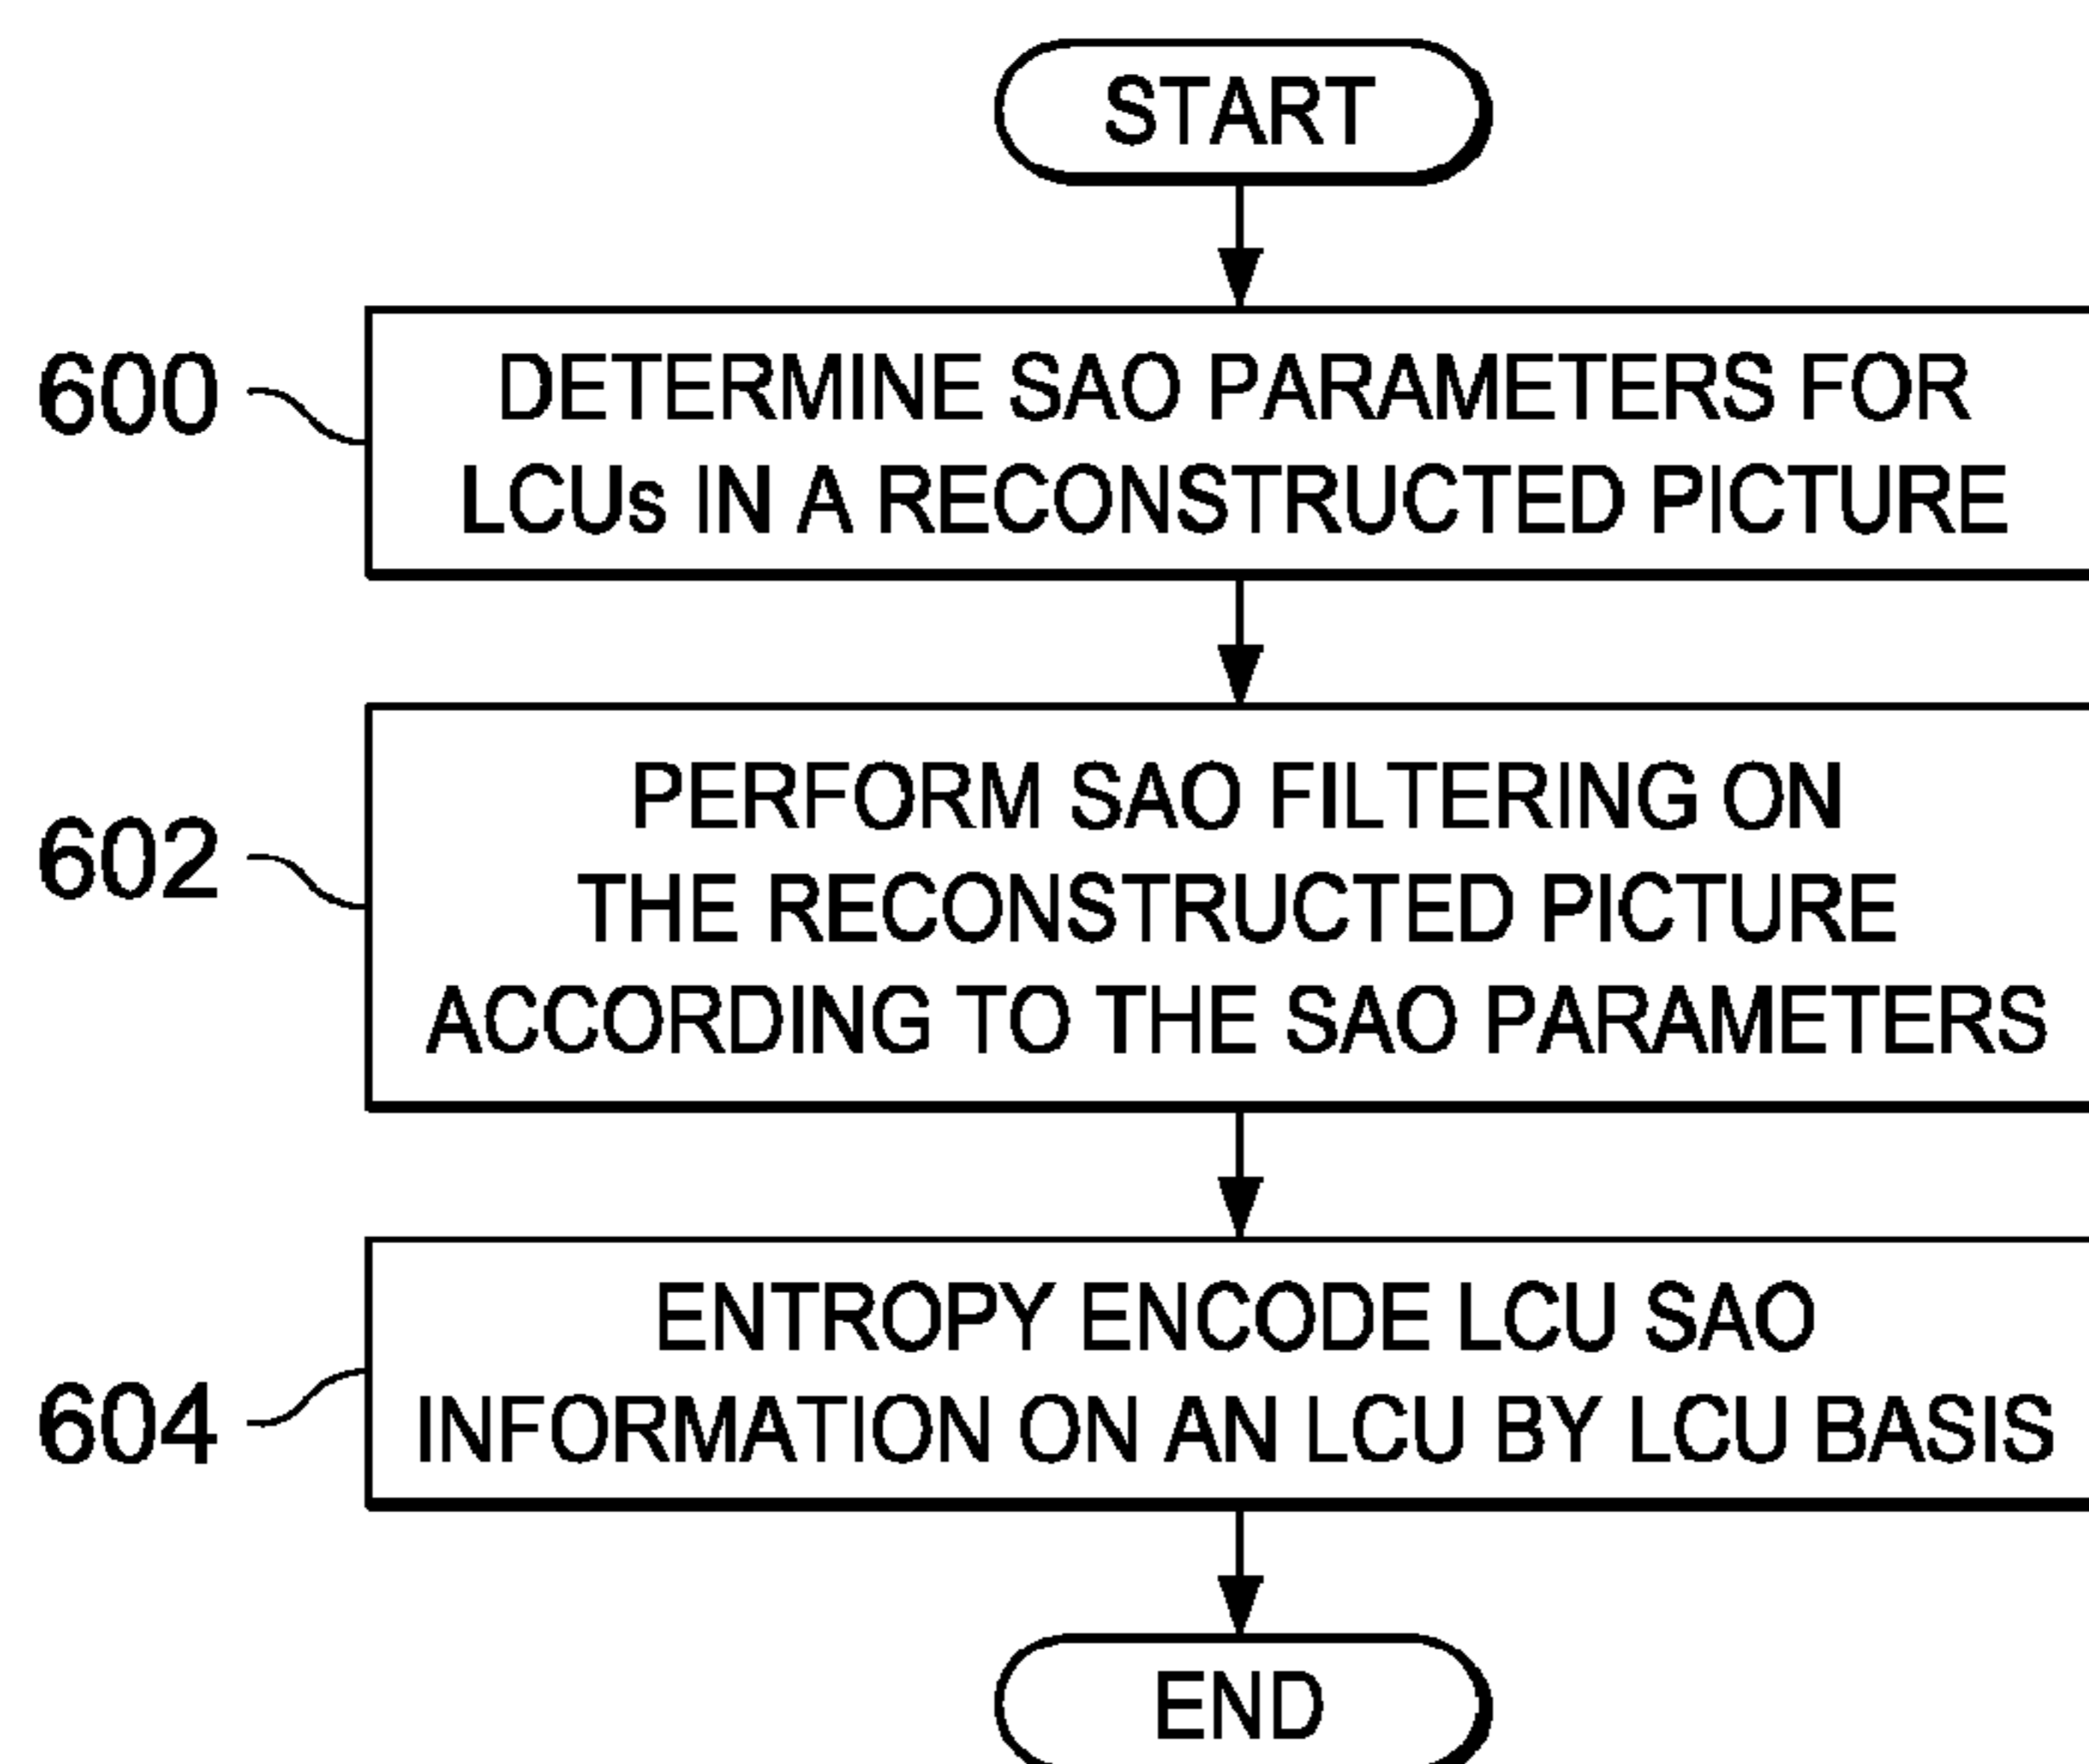 START
600
DETERMINE SAO PARAMETERS FOR
LCUs IN A RECONSTRUCTED PICTURE
602
PERFORM SAO FILTERING ON
THE RECONSTRUCTED PICTURE
ACCORDING TO THE SAO PARAMETERS
604
ENTROPY ENCODE LCU SAO
INFORMATION ON AN LCU BY LCU BASIS
END